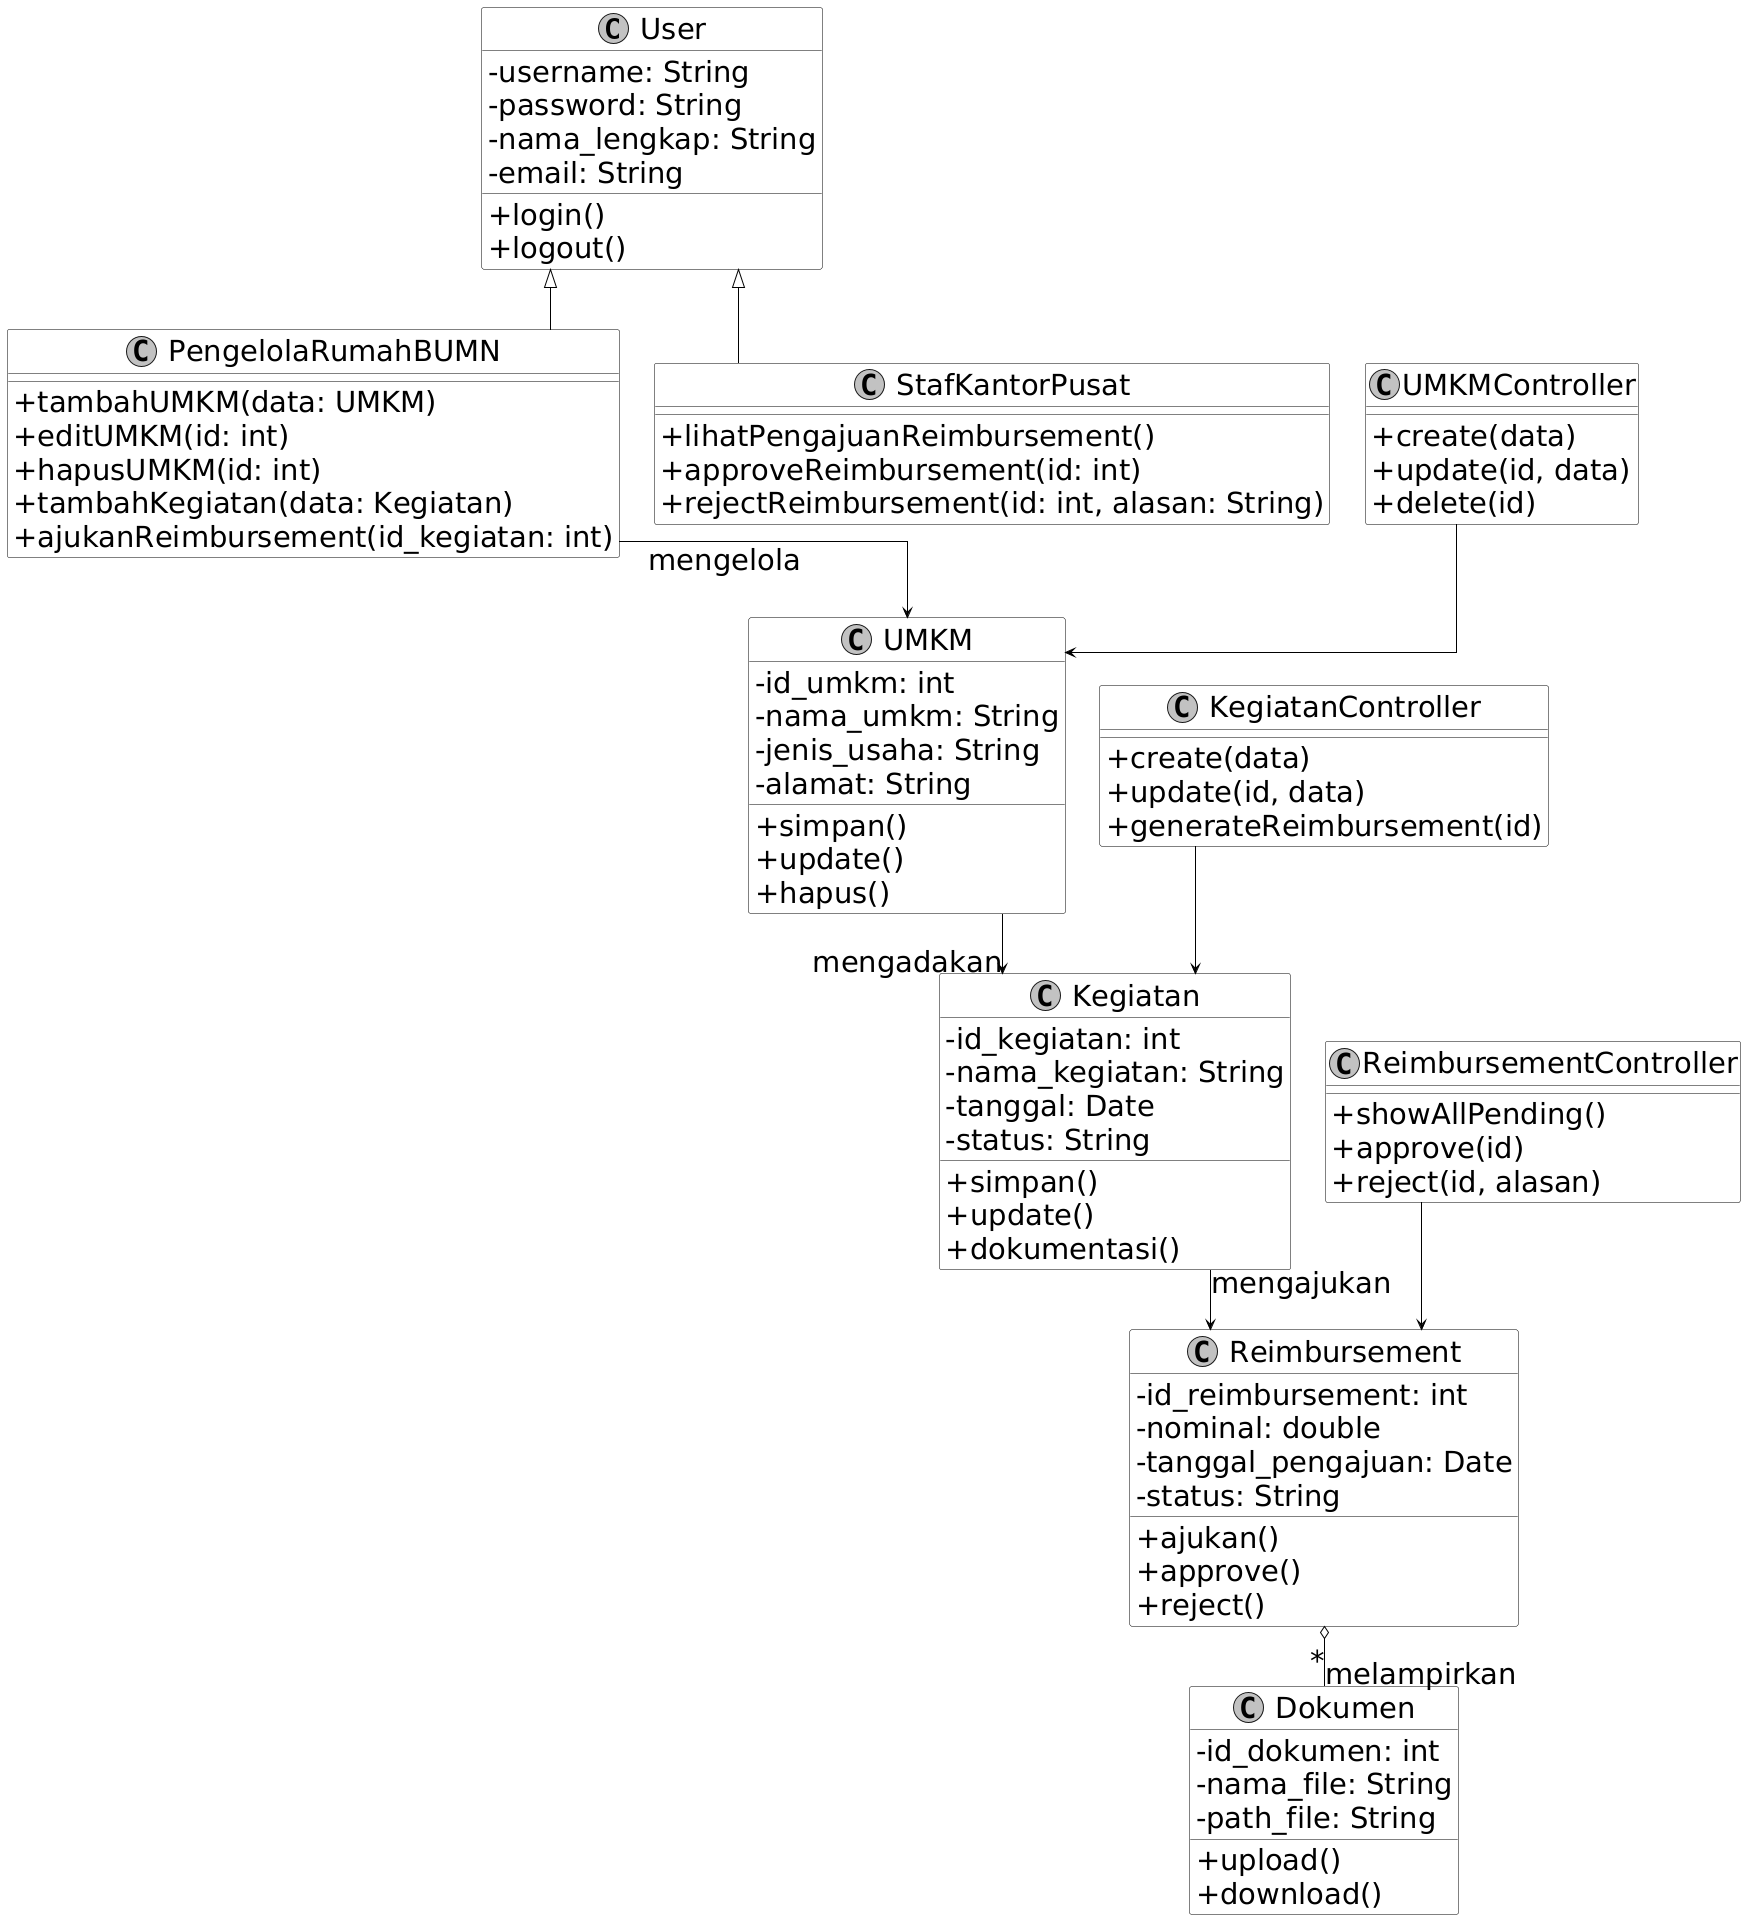 C User
-username: String
-password: String
-nama_lengkap: String
-email: String
+login()
+logout()
C PengelolaRumahBUMN
+tambahUMKM(data: UMKM)
+editUMKM(id: int)
+hapusUMKM(id: int)
+tambahKegiatan(data: Kegiatan)
+ajukanReimbursement(id_kegiatan: int)
C StafKantorPusat
+lihatPengajuanReimbursement()
+approveReimbursement(id: int)
+rejectReimbursement(id: int, alasan: String)
C UMKMController
+create(data)
+update(id, data)
+delete(id)
mengelola
C UMKM
-id_umkm: int
-nama_umkm: String
-jenis_usaha: String
-alamat: String
+simpan()
+update()
+hapus()
C KegiatanController
+create(data)
+update(id, data)
+generateReimbursement(id)
mengadakan
C Kegiatan
-id_kegiatan: int
-nama_kegiatan: String
-tanggal: Date
-status: String
+simpan()
+update()
+dokumentasi()
C ReimbursementController
+showAllPending()
+approve(id)
+reject(id, alasan)
mengajukan
C Reimbursement
-id_reimbursement: int
-nominal: double
-tanggal_pengajuan: Date
-status: String
+ajukan()
+approve()
+reject()
*
melampirkan
C Dokumen
-id_dokumen: int
-nama_file: String
-path_file: String
+upload()
+download()